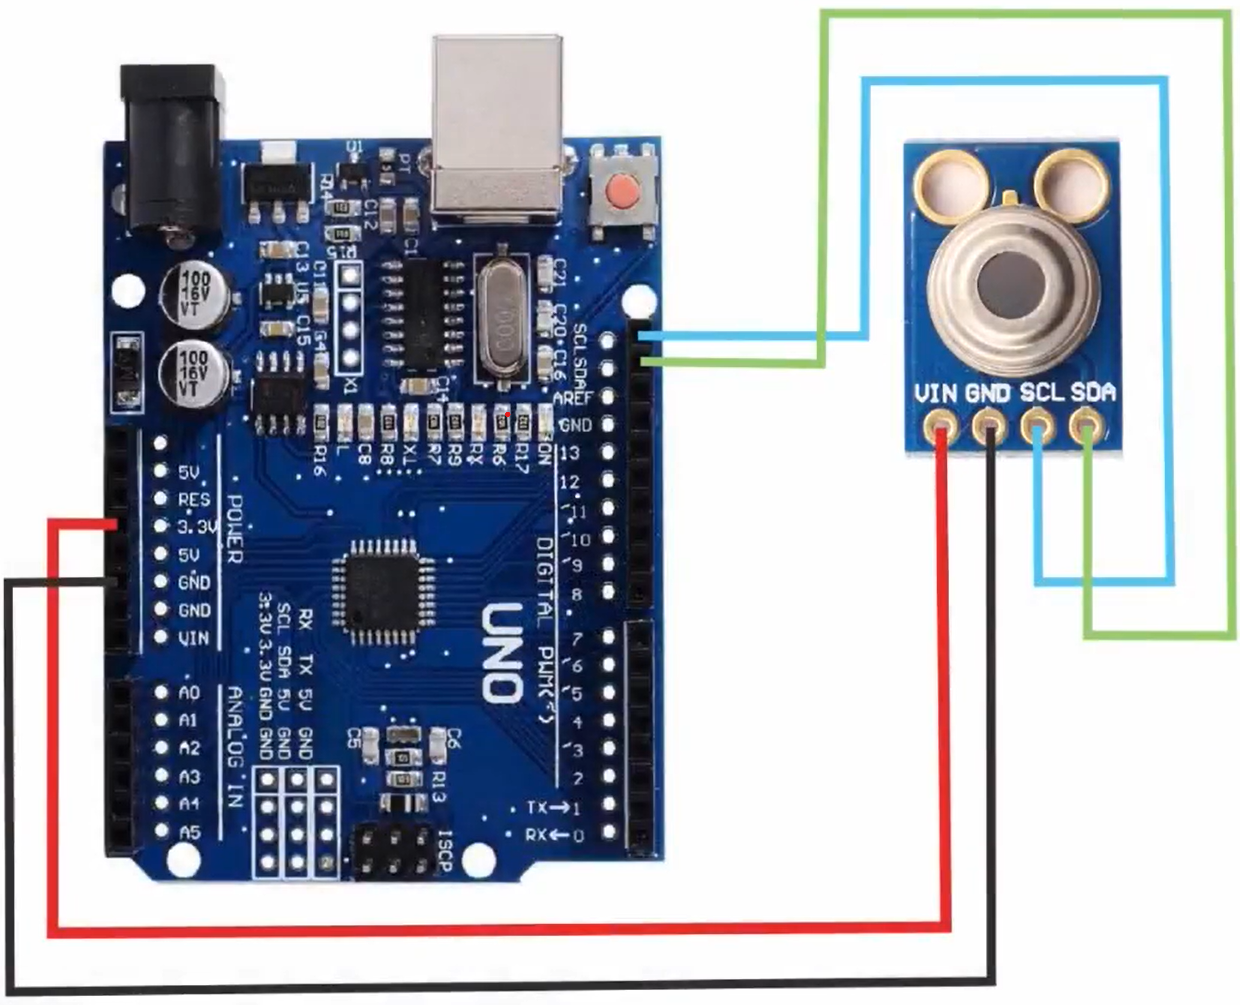 PT
R14
C12
R15
C13
C11
U5
C15
100
16V
VT
100
16V
VT
X1
C14
C21
C20
C16
SCL
SDA
AREF
GND
13
12
~11
~10
~9
8
7
~6
~5
4
~3
2
TX→1
RX←0
DIGITAL PWM(~)
R16
L
C8
R8
TX
R7
R9
RX
R6
R17
ON
5V
RES
3.3V
5V
GND
GND
VIN
POWER
A0
A1
A2
A3
A4
A5
ANALOG IN
RX TX 5V GND
SCL SDA 5V GND
3.3V 3.3V GND GND
UNO
C5
C6
R13
ISCP
VIN GND SCL SDA